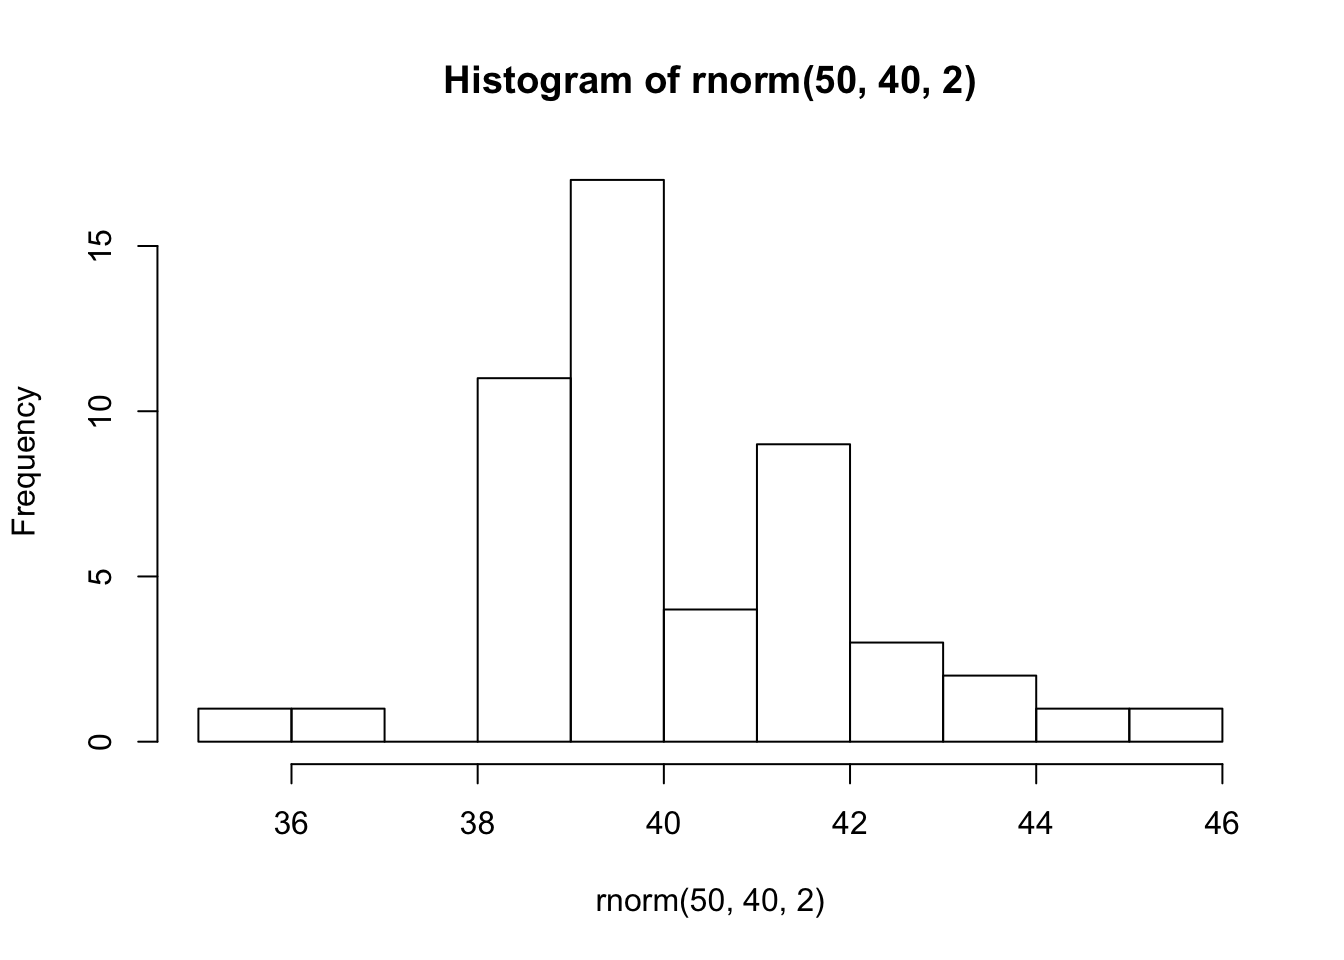 Histogram of rnorm(50, 40, 2)
Frequency
15
10
5
0
36 38 40 42 44 46
rnorm(50, 40, 2)